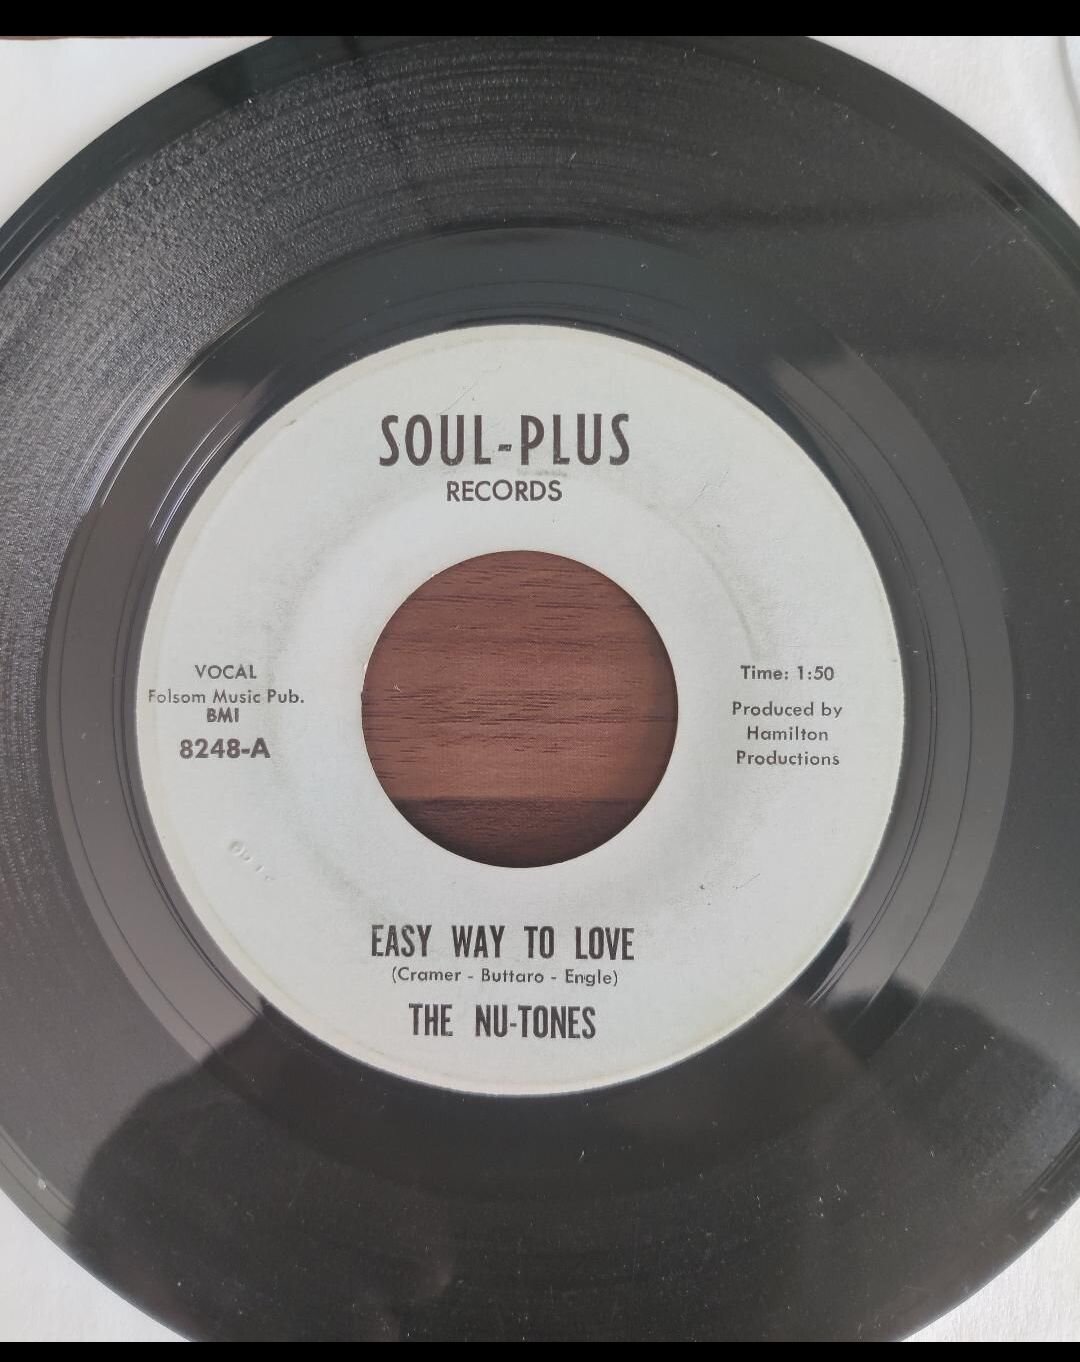 SOUL-PLUS
RECORDS
VOCAL
Folsom Music Pub.
BMI
8248-A
Time: 1:50
Produced by
Hamilton
Productions
EASY WAY TO LOVE
(Cramer - Buttaro - Engle)
THE NU-TONES